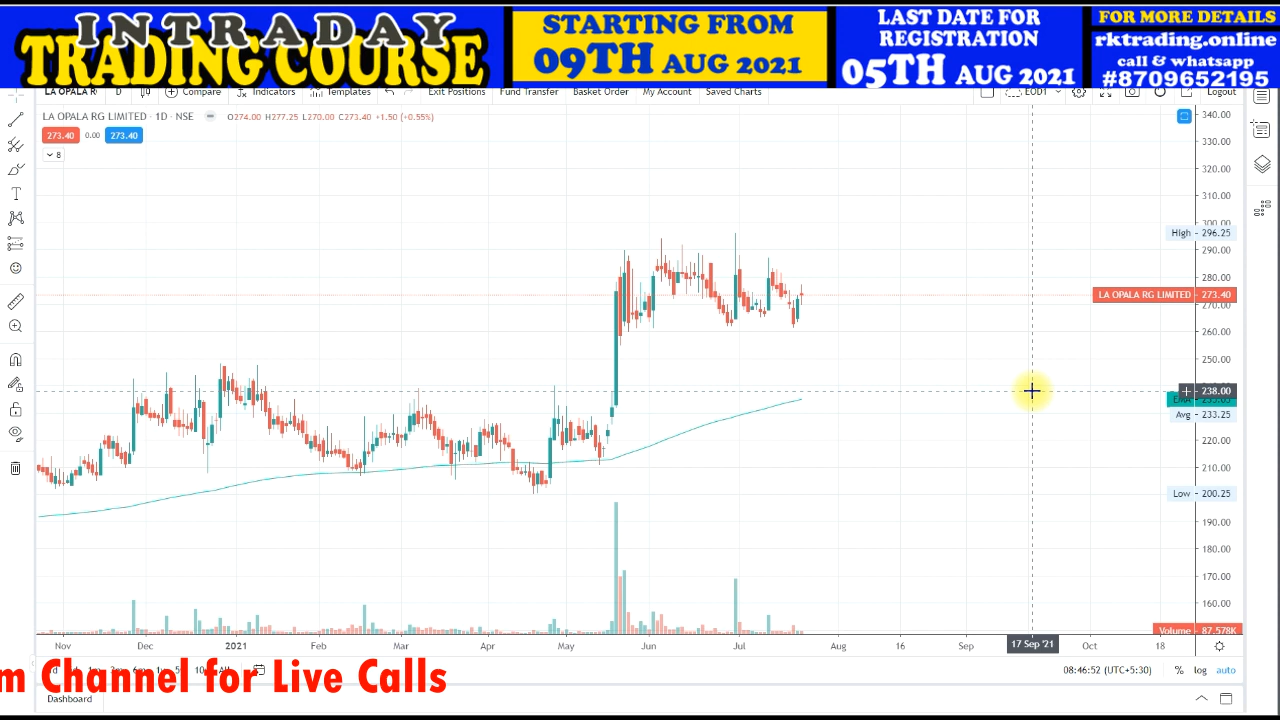 INTRADAY
TRADING COURSE
STARTING FROM
09TH AUG 2021
LAST DATE FOR
REGISTRATION
05TH AUG 2021
FOR MORE DETAILS
rktrading.online
call & whatsapp
#8709652195
LA OPALA R
D
Compare
Indicators
Templates
Exit Positions
Fund Transfer
Basket Order
My Account
Saved Charts
EOD1
Logout
LA OPALA RG LIMITED · 1D · NSE
O274.00 H277.25 L270.00 C273.40 +1.50 (+0.55%)
273.40 0.00 273.40
8
340.00
330.00
320.00
310.00
300.00
High - 296.25
290.00
280.00
LA OPALA RG LIMITED - 273.40
270.00
260.00
250.00
238.00
EMA
Avg - 233.25
220.00
210.00
Low - 200.25
190.00
180.00
170.00
160.00
Volume - 87.578K
Nov Dec 2021 Feb Mar Apr May Jun Jul Aug 16 Sep 17 Sep '21 Oct 18
m Channel for Live Calls
08:46:52 (UTC+5:30) % log auto
Dashboard